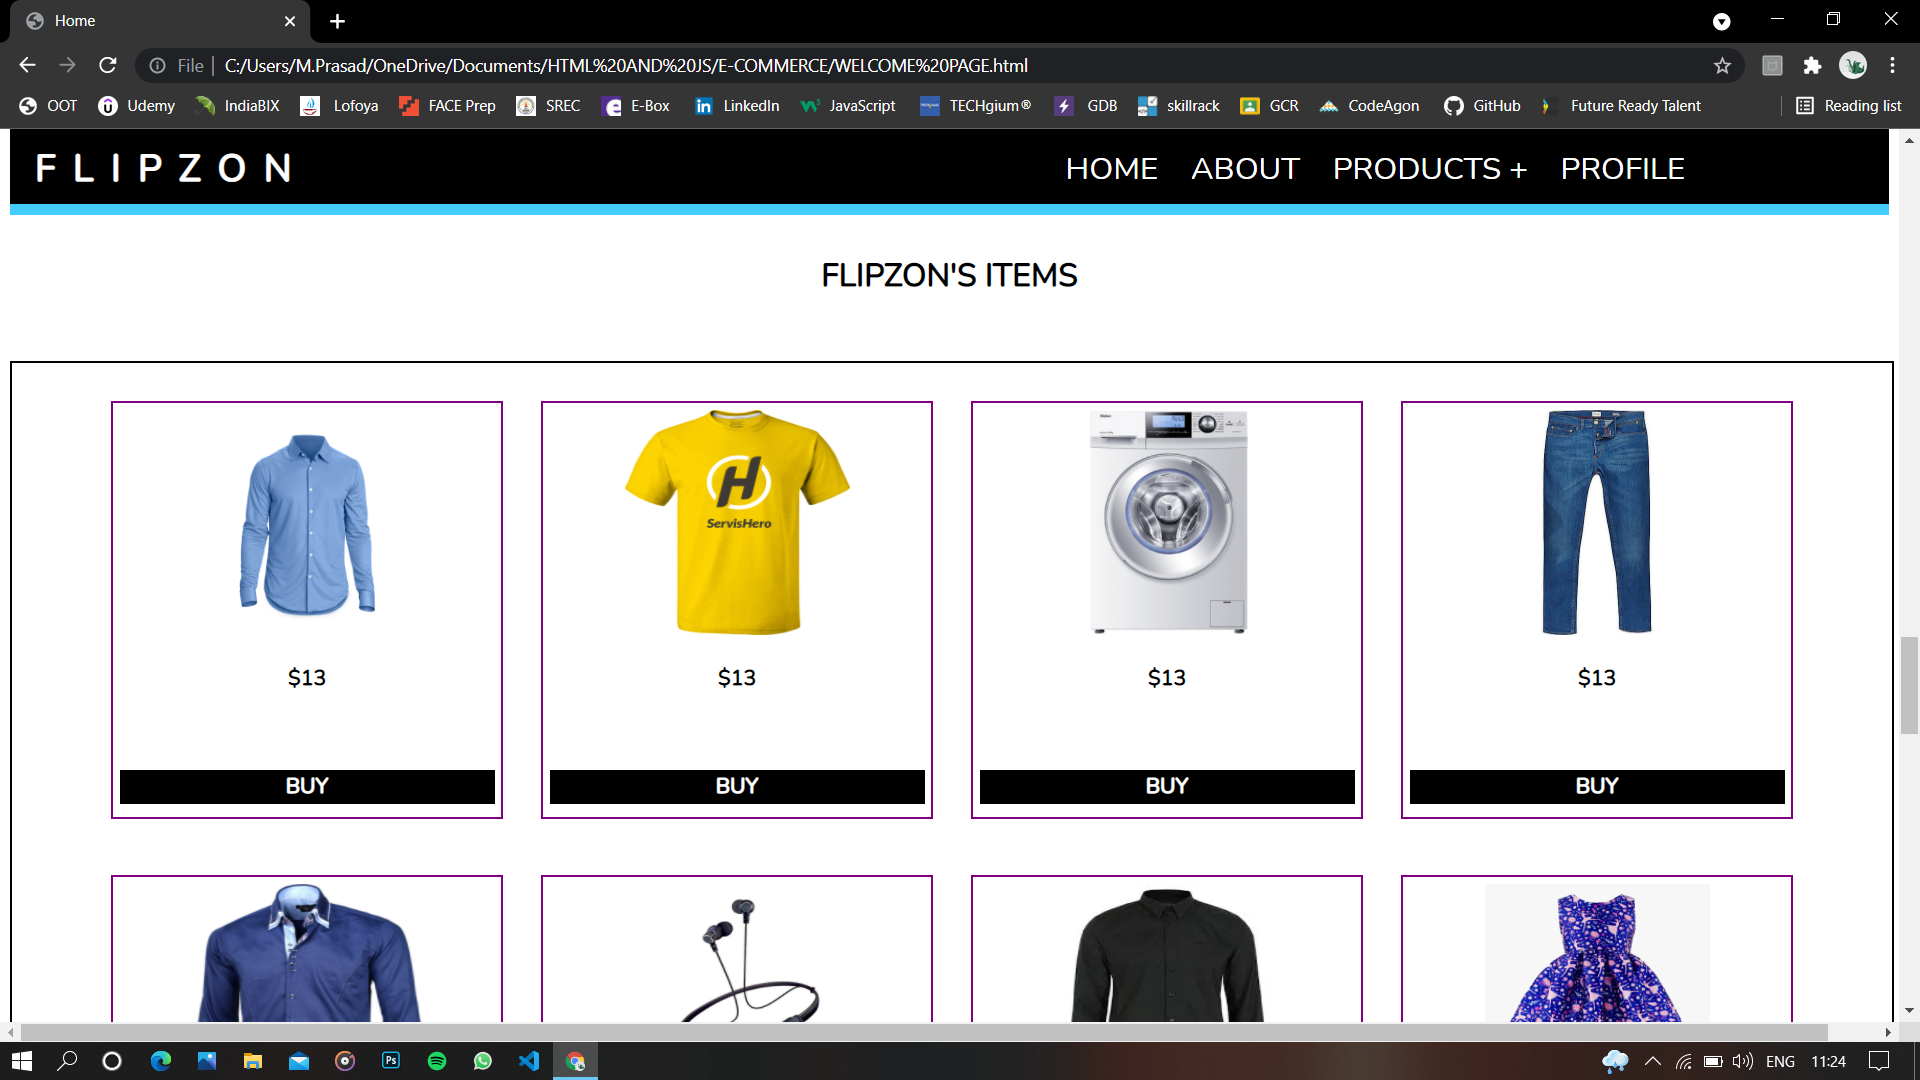 Home
File C:/Users/M.Prasad/OneDrive/Documents/HTML%20AND%20JS/E-COMMERCE/WELCOME%20PAGE.html
OOT Udemy IndiaBIX Lofoya FACE Prep SREC E-Box LinkedIn JavaScript TECHgium® GDB skillrack GCR CodeAgon GitHub Future Ready Talent Reading list
FLIPZON HOME ABOUT PRODUCTS + PROFILE
FLIPZON'S ITEMS
H
ServisHero
$13 $13 $13 $13
BUY BUY BUY BUY
Ps ENG 11:24